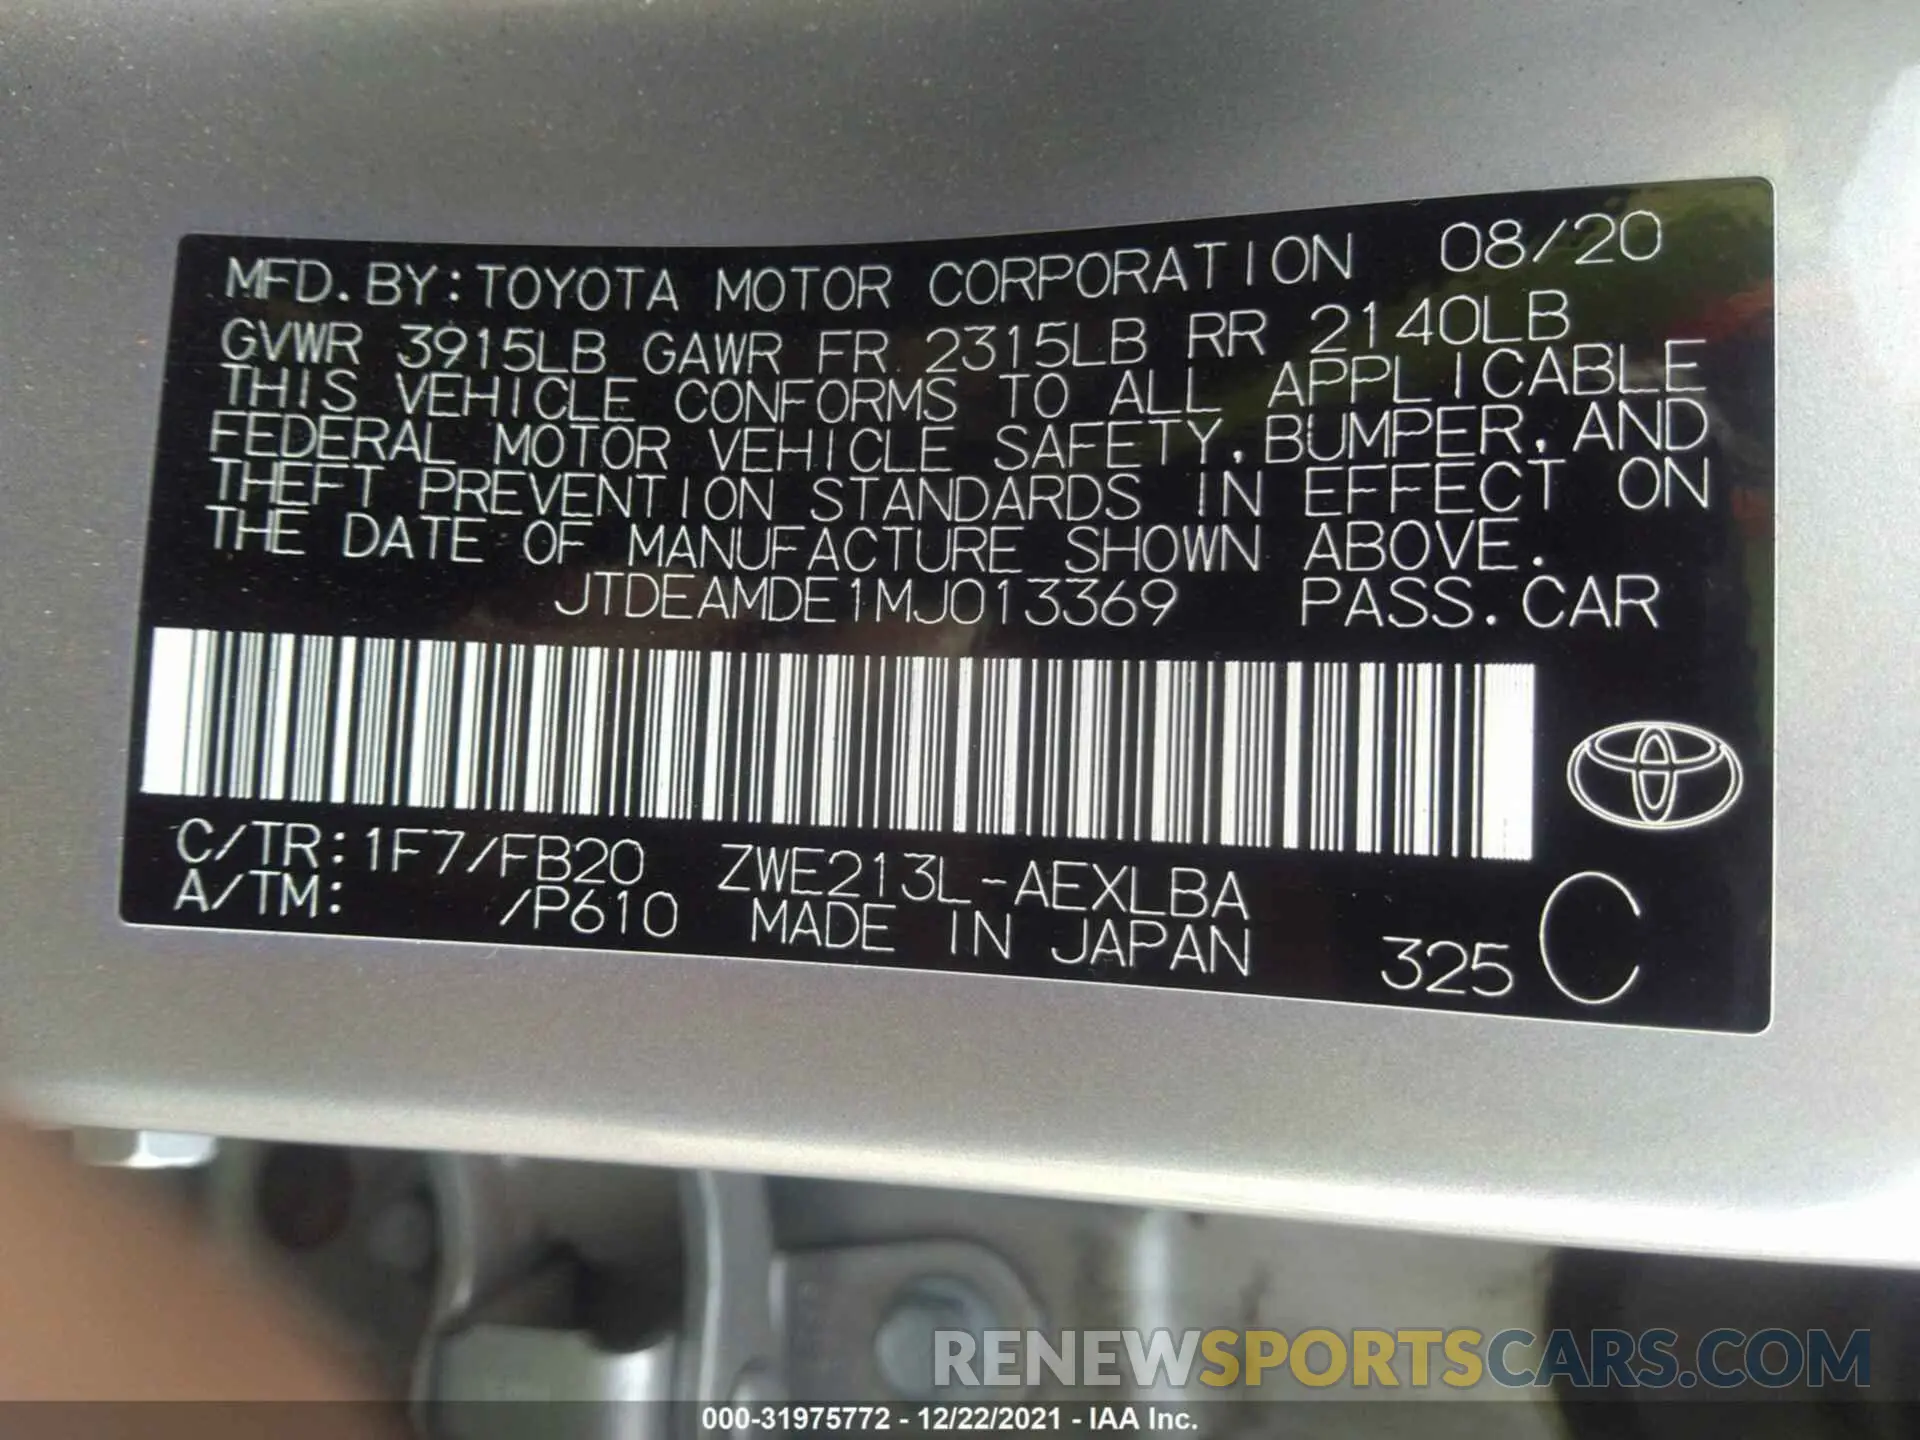 MFD. BY: TOYOTA MOTOR CORPORATION 08/20
GVWR 3915LB GAWR FR 2315LB RR 2140LB
THIS VEHICLE CONFORMS TO ALL APPLICABLE
FEDERAL MOTOR VEHICLE SAFETY, BUMPER, AND
THEFT PREVENTION STANDARDS IN EFFECT ON
THE DATE OF MANUFACTURE SHOWN ABOVE.
JTDEAMDE1MJ013369 PASS. CAR
C/TR: 1F7/FB20 ZWE213L-AEXLBA
A/TM: /P610 MADE IN JAPAN 325 C
RENEWSPORTSCARS.COM
000-31975772 - 12/22/2021 - IAA Inc.